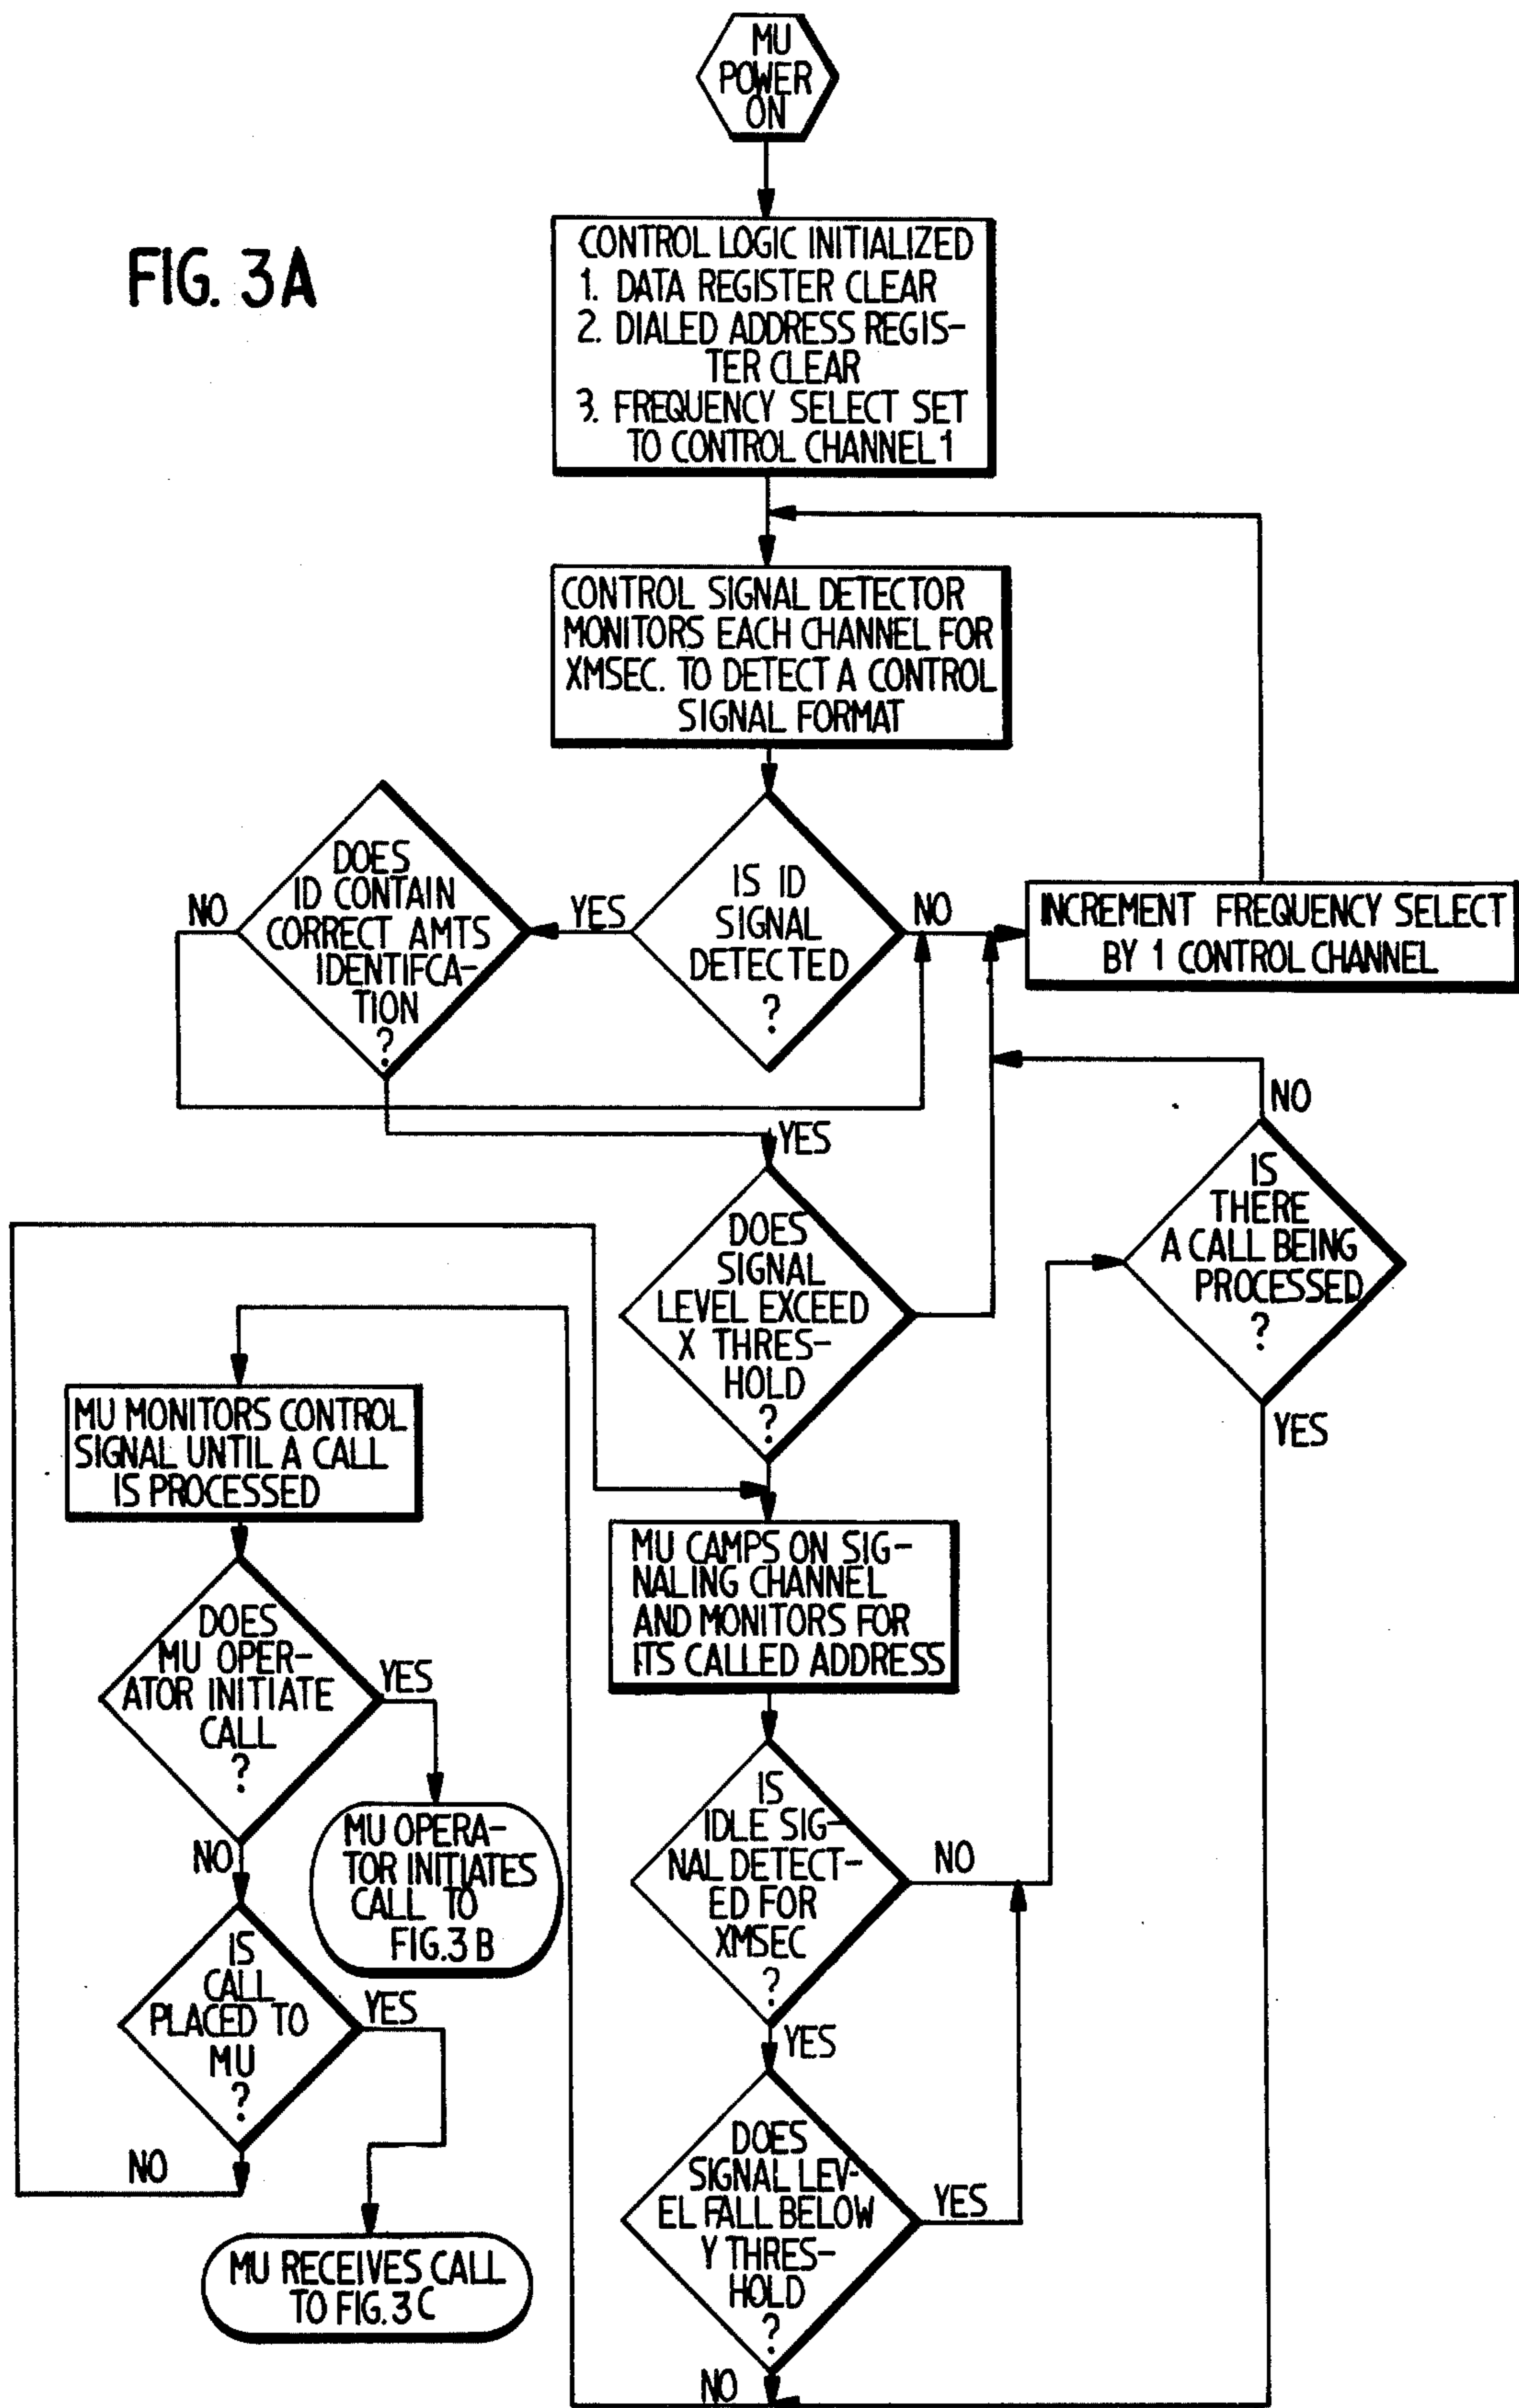 MU
POWER
ON
FIG. 3A
CONTROL LOGIC INITIALIZED
1. DATA REGISTER CLEAR
2. DIALED ADDRESS REGIS-
TER CLEAR
3. FREQUENCY SELECT SET
TO CONTROL CHANNEL 1
CONTROL SIGNAL DETECTOR
MONITORS EACH CHANNEL FOR
XMSEC. TO DETECT A CONTROL
SIGNAL FORMAT
IS ID
SIGNAL
DETECTED
?
NO
YES
INCREMENT FREQUENCY SELECT
BY 1 CONTROL CHANNEL
DOES
ID CONTAIN
CORRECT AMTS
IDENTIFCA-
TION
?
NO
YES
DOES
SIGNAL
LEVEL EXCEED
X THRES-
HOLD
?
IS
THERE
A CALL BEING
PROCESSED
?
NO
YES
MU CAMPS ON SIG-
NALING CHANNEL
AND MONITORS FOR
ITS CALLED ADDRESS
IS
IDLE SIG-
NAL DETECT-
ED FOR
XMSEC
?
NO
YES
DOES
SIGNAL LEV-
EL FALL BELOW
Y THRES-
HOLD
?
YES
NO
MU MONITORS CONTROL
SIGNAL UNTIL A CALL
IS PROCESSED
DOES
MU OPER-
ATOR INITIATE
CALL
?
YES
NO
MU OPERA-
TOR INITIATES
CALL TO
FIG.3B
IS
CALL
PLACED TO
MU
?
YES
NO
MU RECEIVES CALL
TO FIG.3C